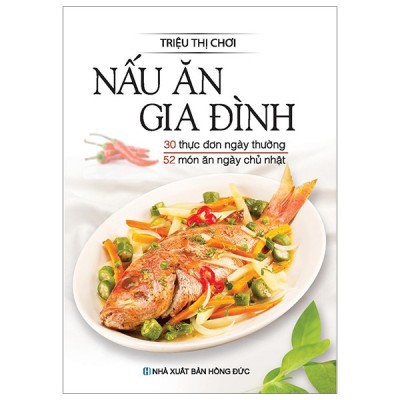 TRIỆU THỊ CHƠI
NẤU ĂN
GIA ĐÌNH
30 thực đơn ngày thường
52 món ăn ngày chủ nhật
NHÀ XUẤT BẢN HỒNG ĐỨC